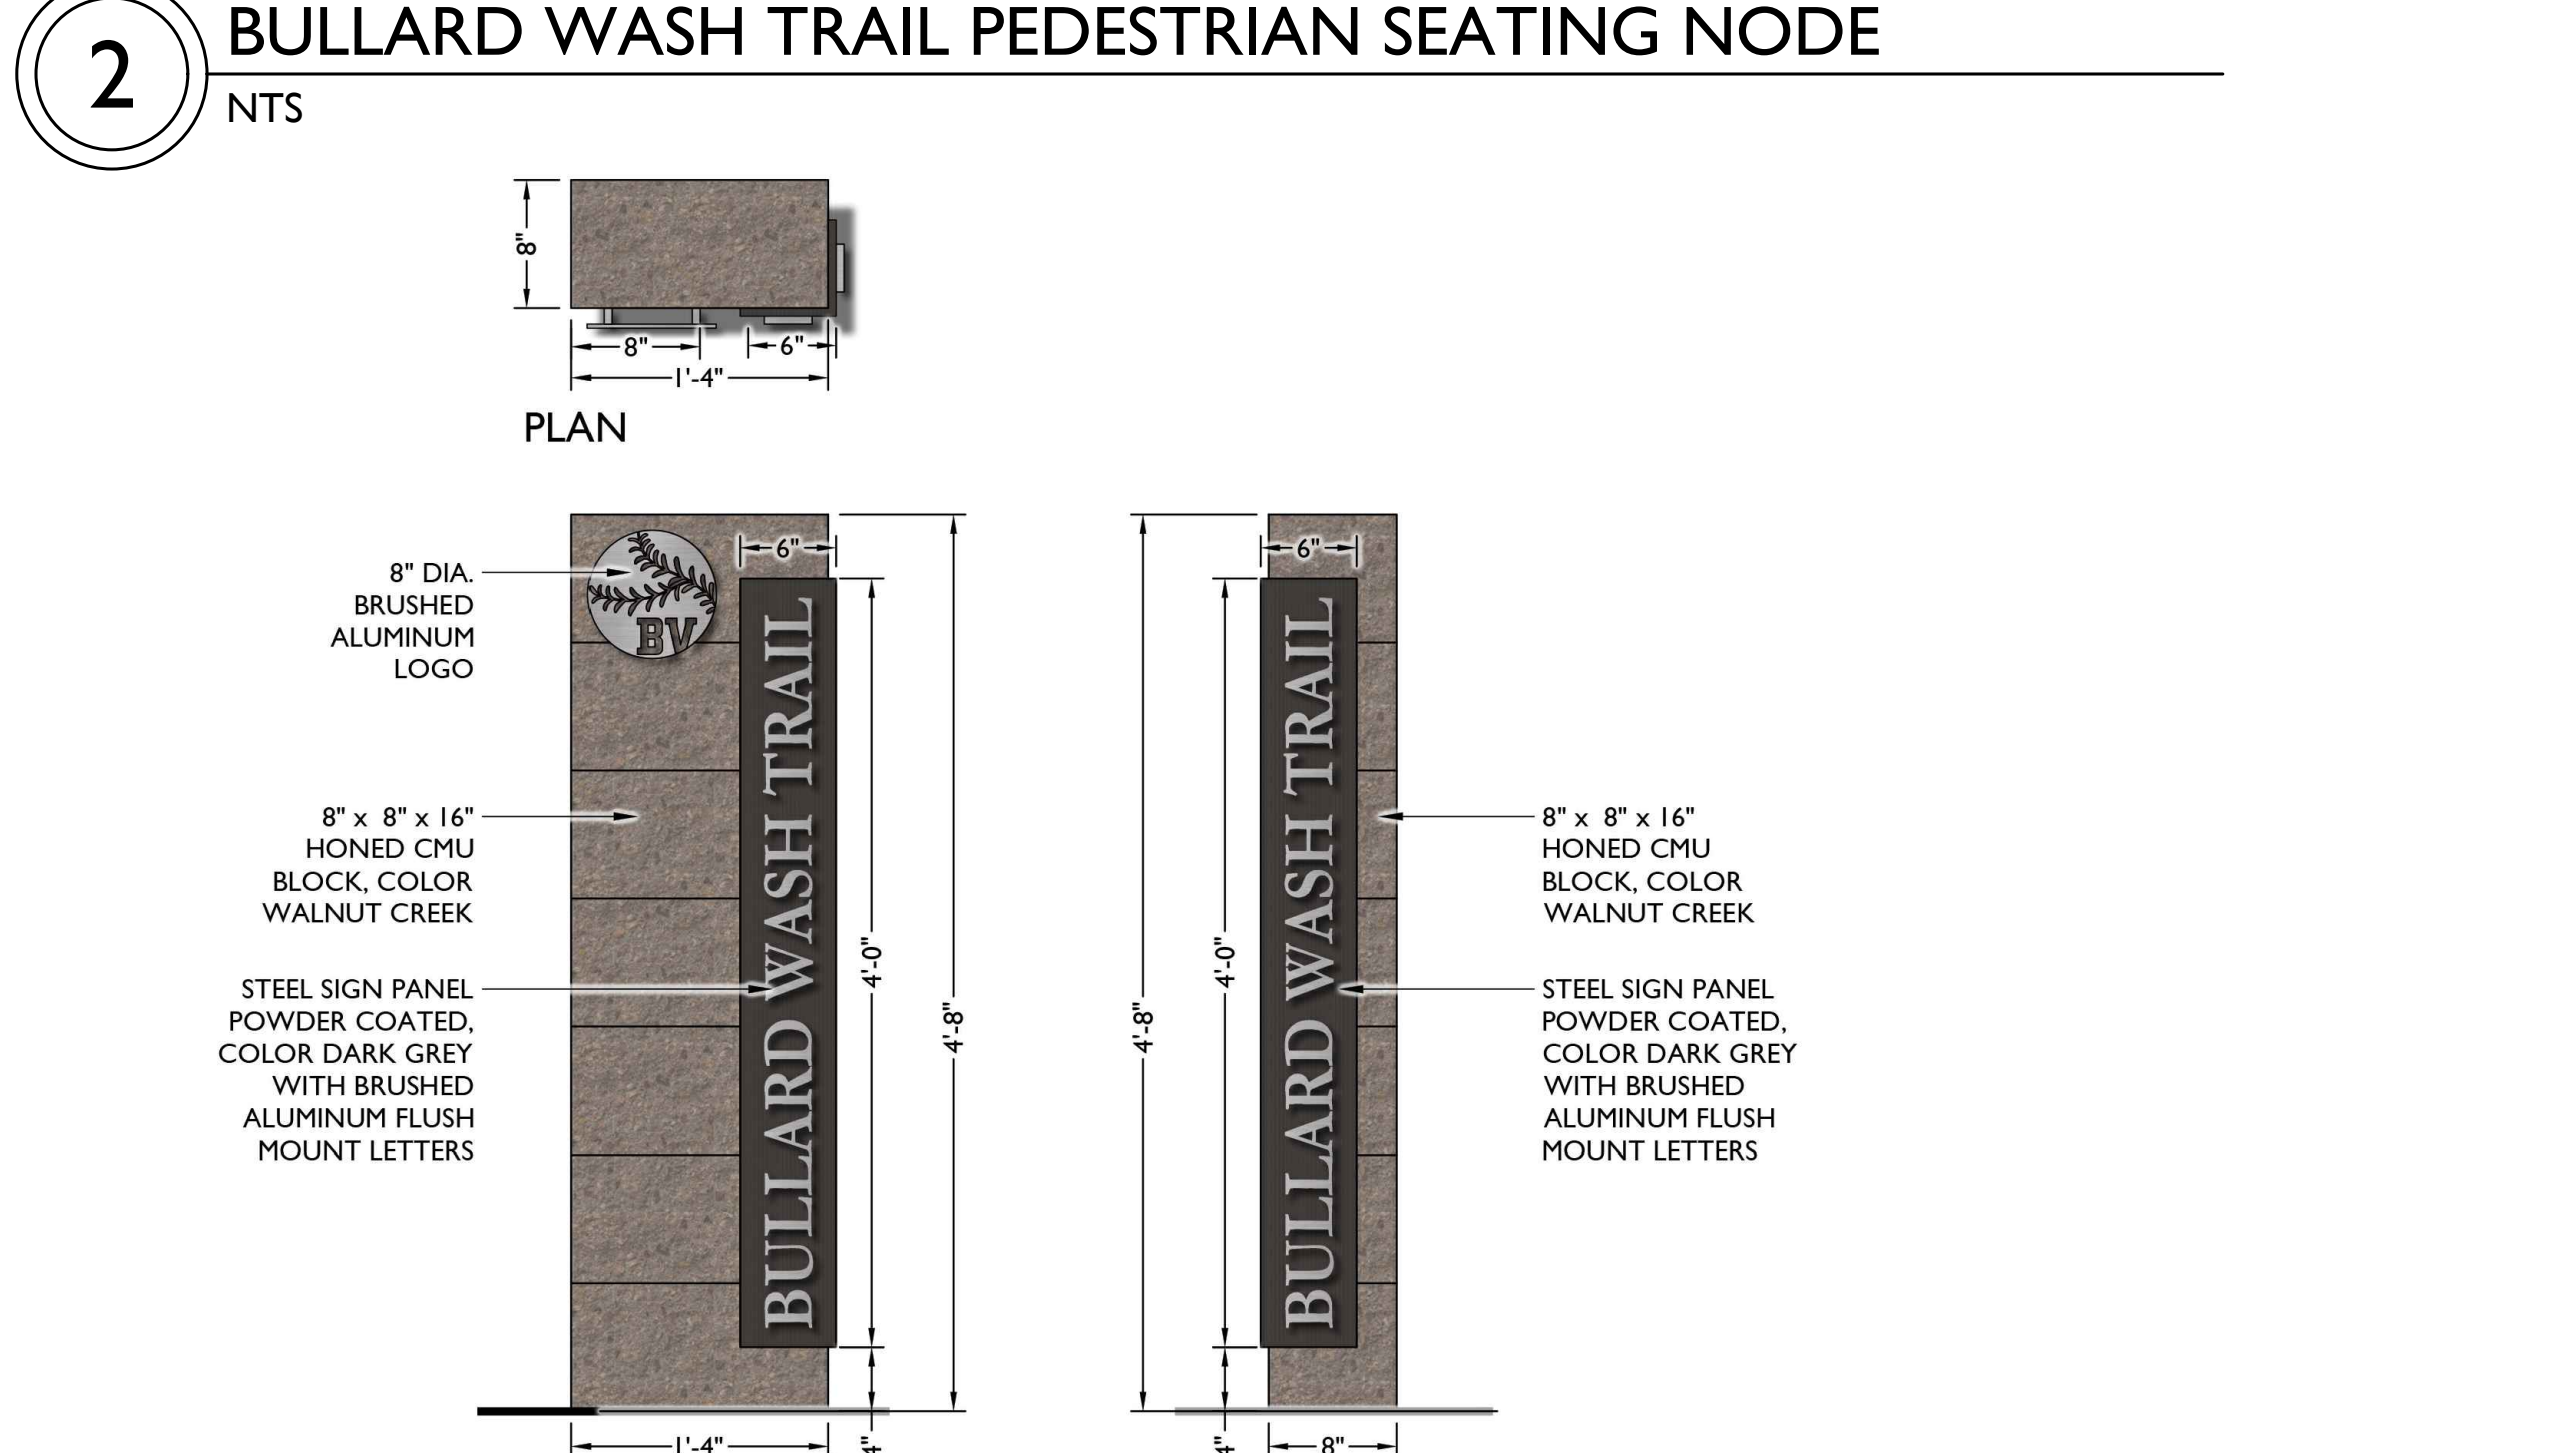 2
BULLARD WASH TRAIL PEDESTRIAN SEATING NODE
NTS
8"
8"
6"
1'-4"
PLAN
8" DIA.
BRUSHED
ALUMINUM
LOGO
BV
6"
6"
BULLARD WASH TRAIL
BULLARD WASH TRAIL
8" x 8" x 16"
HONED CMU
BLOCK, COLOR
WALNUT CREEK
8" x 8" x 16"
HONED CMU
BLOCK, COLOR
WALNUT CREEK
4'-0"
4'-8"
4'-8"
4'-0"
STEEL SIGN PANEL
POWDER COATED,
COLOR DARK GREY
WITH BRUSHED
ALUMINUM FLUSH
MOUNT LETTERS
STEEL SIGN PANEL
POWDER COATED,
COLOR DARK GREY
WITH BRUSHED
ALUMINUM FLUSH
MOUNT LETTERS
1'-4"
4"
4"
8"